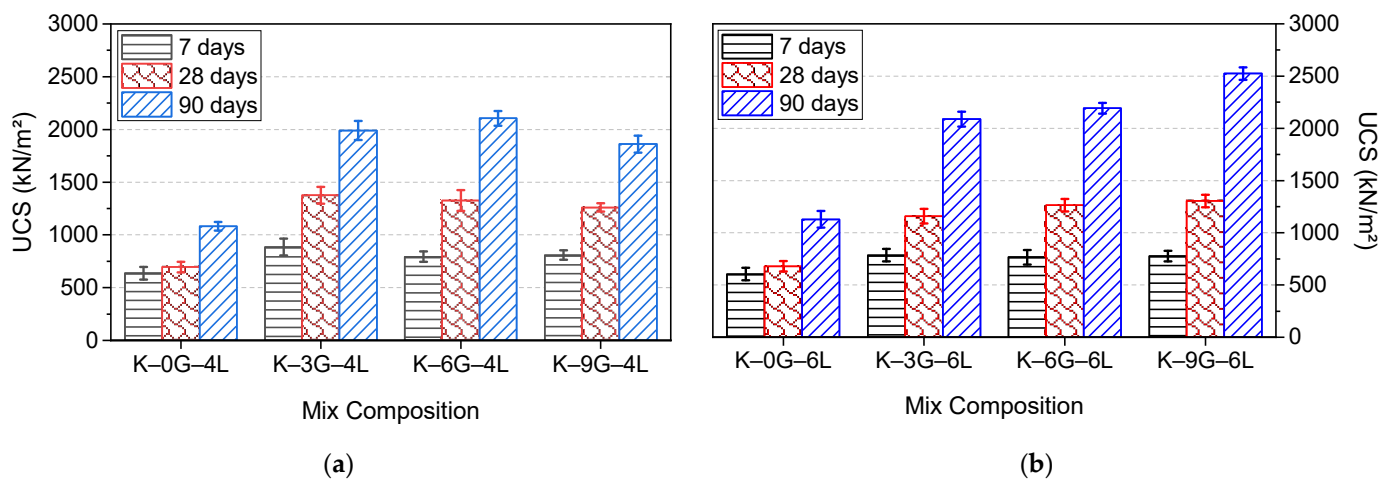 3000
2500
2000
1500
1000
500
0
UCS (kN/m²)
7 days
28 days
90 days
K–0G–4L K–3G–4L K–6G–4L K–9G–4L
Mix Composition
(a)
7 days
28 days
90 days
3000
2500
2000
1500
1000
500
0
UCS (kN/m²)
K–0G–6L K–3G–6L K–6G–6L K–9G–6L
Mix Composition
(b)